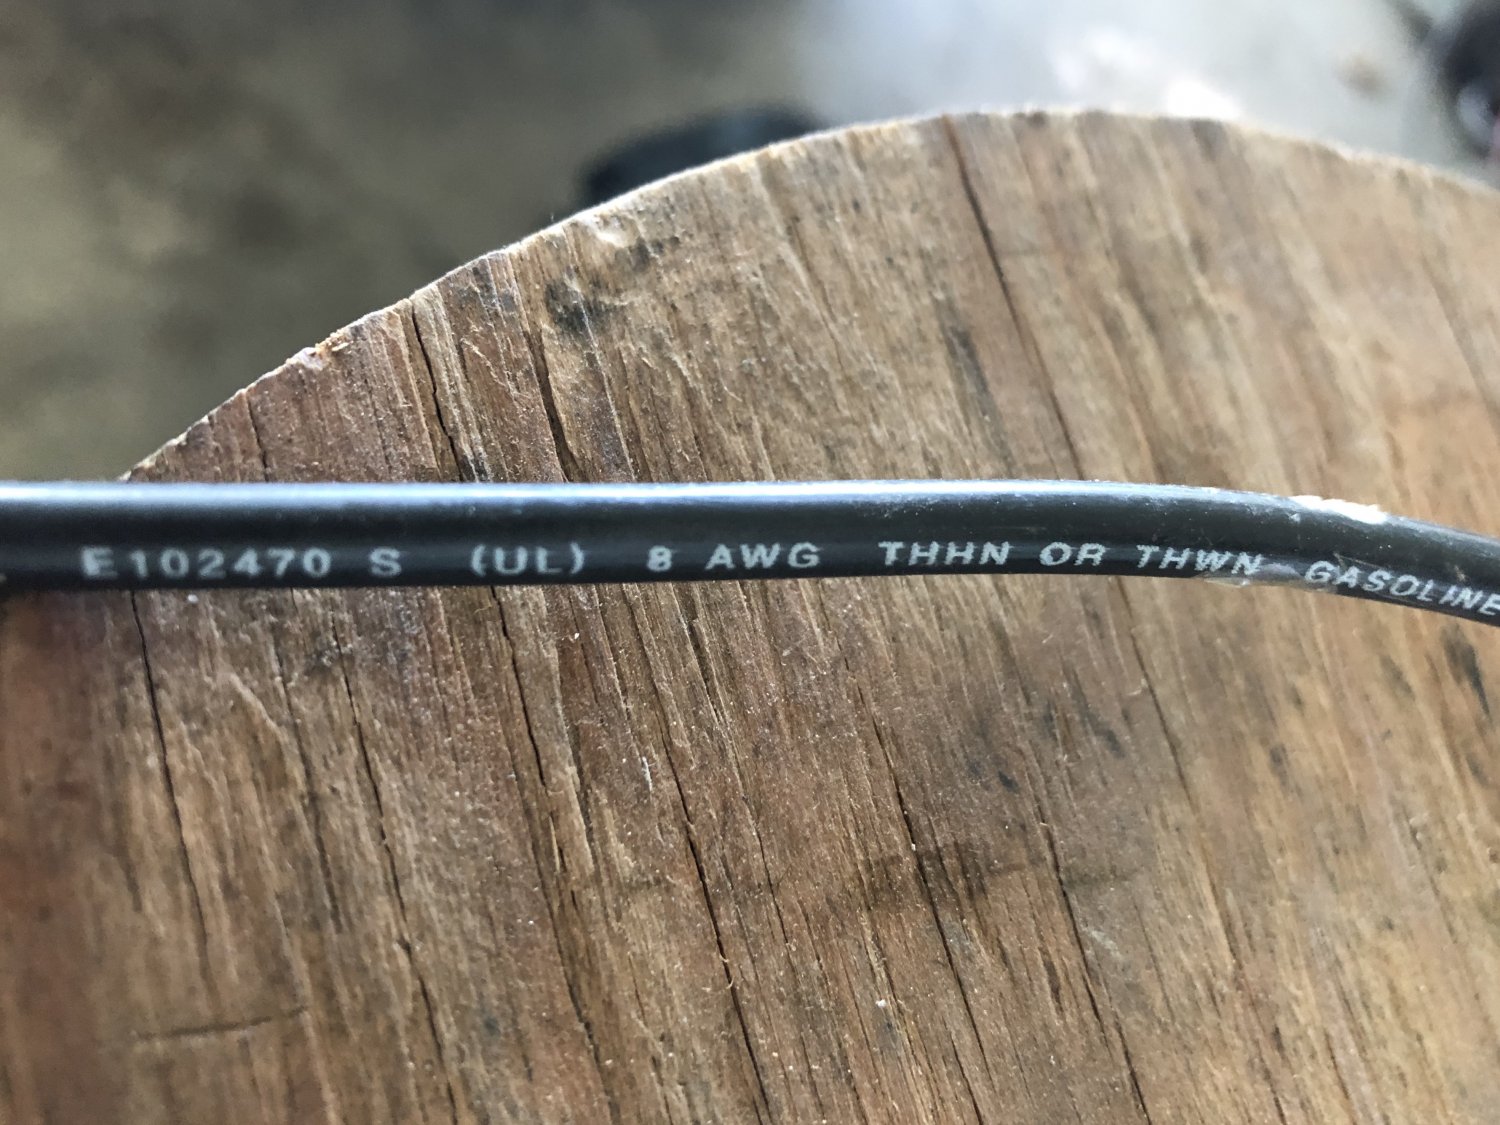 E102470 S (UL) 8 AWG THHN OR THWN GASOLINE